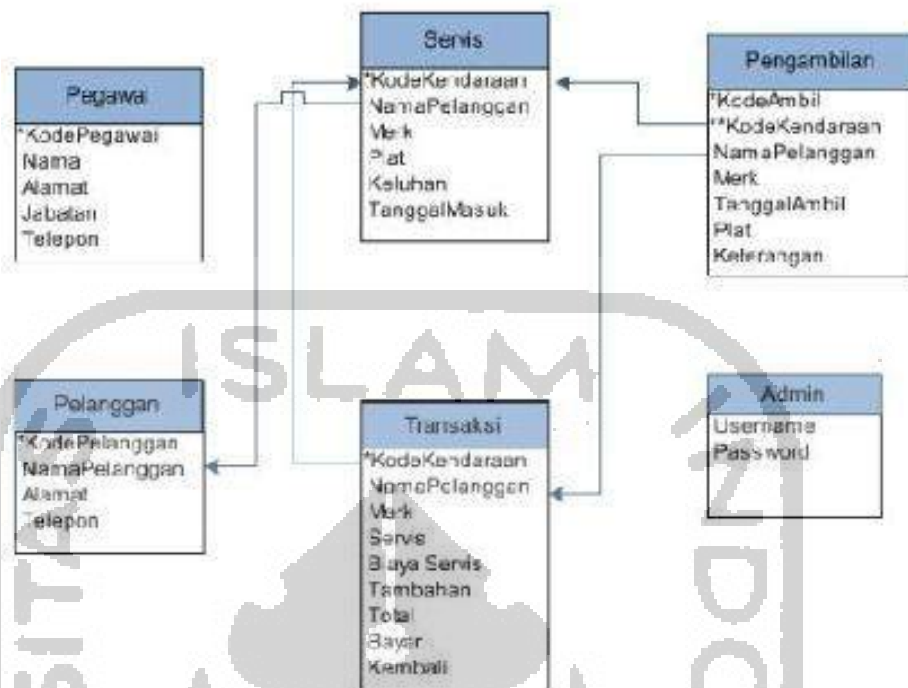 Pegawai
*KodePegawai
Nama
Alamat
Jabatan
Telepon
Servis
*KodeKendaraan
NamaPelanggan
Merk
Plat
Keluhan
TanggalMasuk
Pengambilan
*KodeAmbil
**KodeKendaraan
NamaPelanggan
Merk
TanggalAmbil
Plat
Keterangan
Pelanggan
*KodePelanggan
NamaPelanggan
Alamat
Telepon
Transaksi
*KodeKendaraan
NamaPelanggan
Merk
Servis
Biaya Servis
Tambahan
Total
Bayar
Kembali
Admin
Username
Password
ISLAM
SITAS
INDO